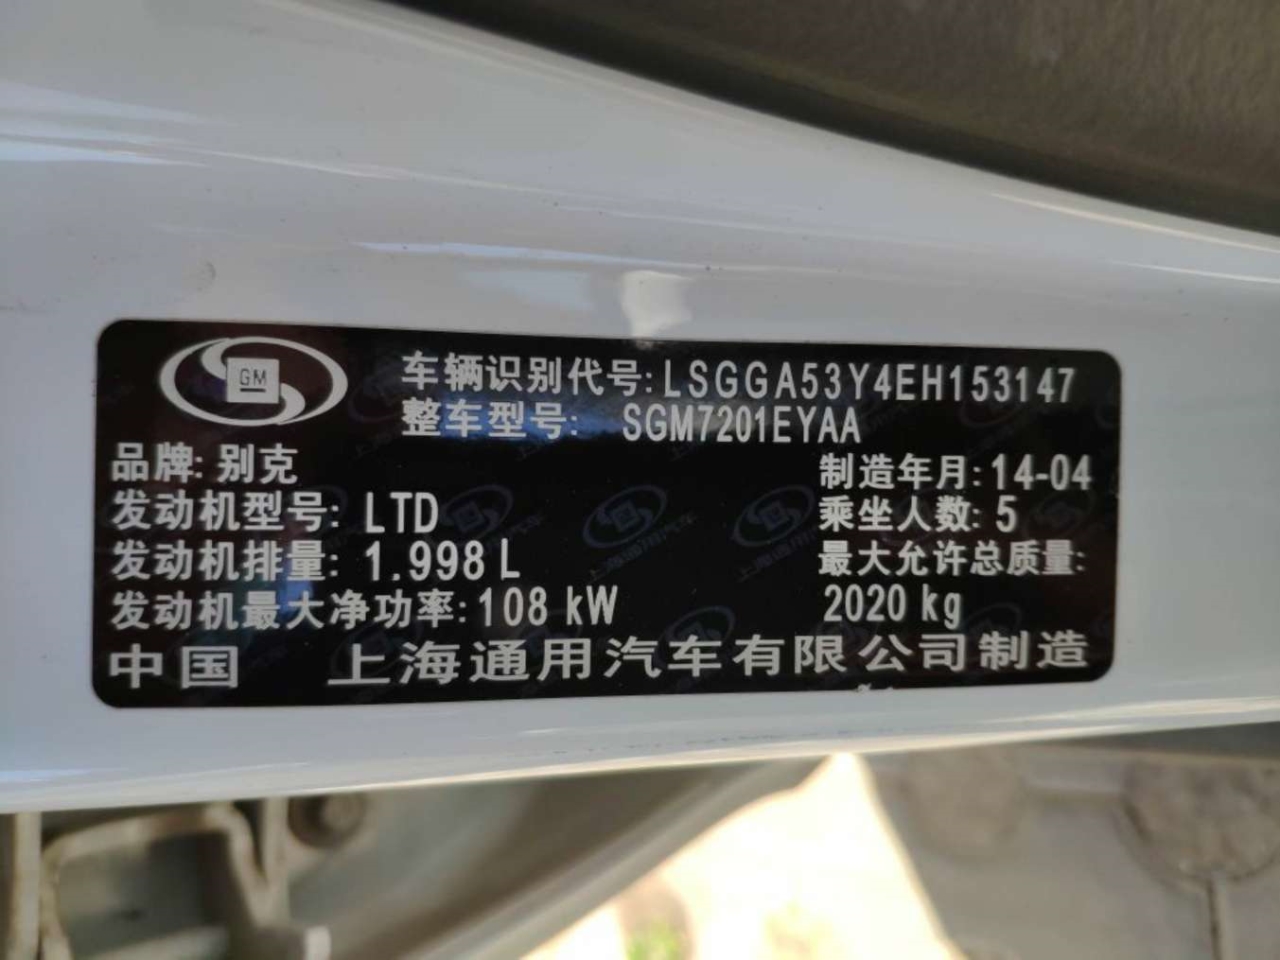 GM
车辆识别代号:LSGGA53Y4EH153147
整车型号: SGM7201EYAA
品牌: 别克
制造年月:14-04
发动机型号: LTD
乘坐人数: 5
发动机排量: 1.998 L
最大允许总质量:
发动机最大净功率:108 kW
2020 kg
中国 上海通用汽车有限公司制造